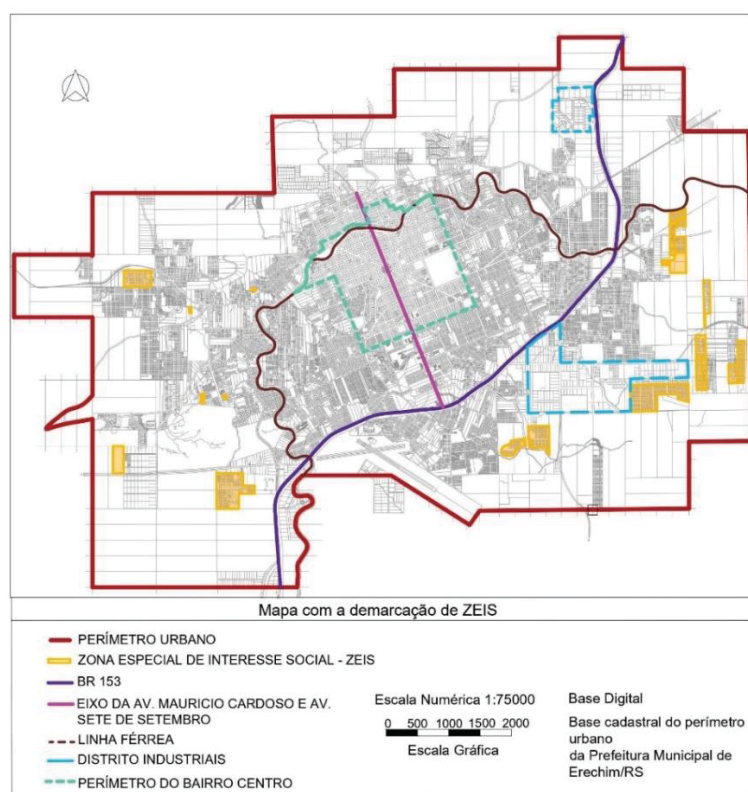 Mapa com a demarcação de ZEIS
PERÍMETRO URBANO
ZONA ESPECIAL DE INTERESSE SOCIAL - ZEIS
BR 153
EIXO DA AV. MAURICIO CARDOSO E AV.
SETE DE SETEMBRO
LINHA FÉRREA
DISTRITO INDUSTRIAIS
PERÍMETRO DO BAIRRO CENTRO
Escala Numérica 1:75000
0 500 1000 1500 2000
Escala Gráfica
Base Digital
Base cadastral do perímetro
urbano
da Prefeitura Municipal de
Erechim/RS